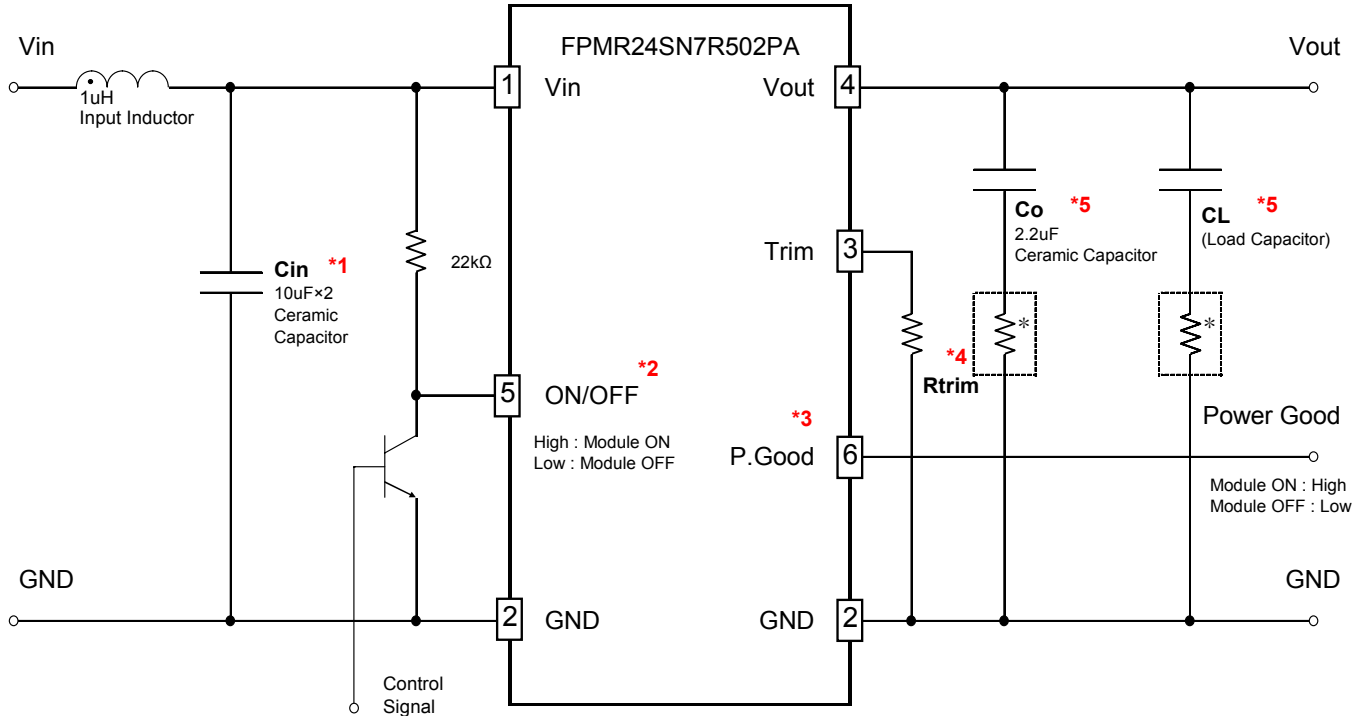 FPMR24SN7R502PA
Vin
1uH
Input Inductor
1
Vin
Vout
4
Vout
Cin *1
10uF×2
Ceramic
Capacitor
22kΩ
Trim
3
Co *5
2.2uF
Ceramic Capacitor
CL *5
(Load Capacitor)
*
*
*4
Rtrim
5
ON/OFF *2
High : Module ON
Low : Module OFF
*3
P.Good
6
Power Good
Module ON : High
Module OFF : Low
GND
2
GND
GND
2
GND
Control
Signal